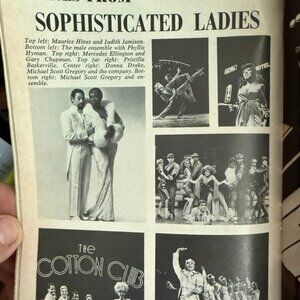 SOPHISTICATED LADIES
Top left: Maurice Hines and Judith Jamison.
Bottom left: The male ensemble with Phyllis
Hyman. Top right: Mercedes Ellington and
Gary Chapman. Top far right: Priscilla
Baskerville. Center right: Donna Drake,
Michael Scott Gregory and the company. Bot-
tom right: Michael Scott Gregory and en-
semble.
THE
COTTON CLUB